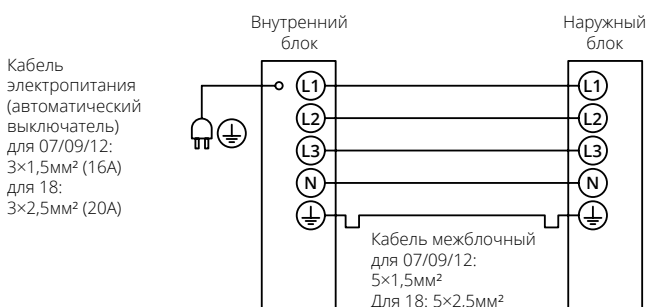 Внутренний
блок
Наружный
блок
Кабель
электропитания
(автоматический
выключатель)
для 07/09/12:
3×1,5мм² (16А)
для 18:
3×2,5мм² (20А)
L1
L1
L2
L2
L3
L3
N
N
Кабель межблочный
для 07/09/12:
5×1,5мм²
Для 18: 5×2,5мм²